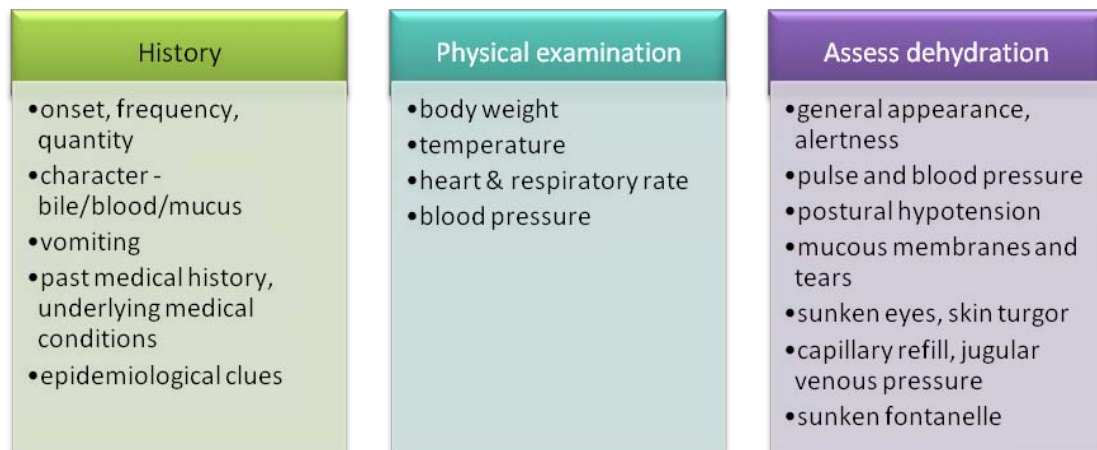 History
•onset, frequency,
quantity
•character -
bile/blood/mucus
•vomiting
•past medical history,
underlying medical
conditions
•epidemiological clues
Physical examination
•body weight
•temperature
•heart & respiratory rate
•blood pressure
Assess dehydration
•general appearance,
alertness
•pulse and blood pressure
•postural hypotension
•mucous membranes and
tears
•sunken eyes, skin turgor
•capillary refill, jugular
venous pressure
•sunken fontanelle